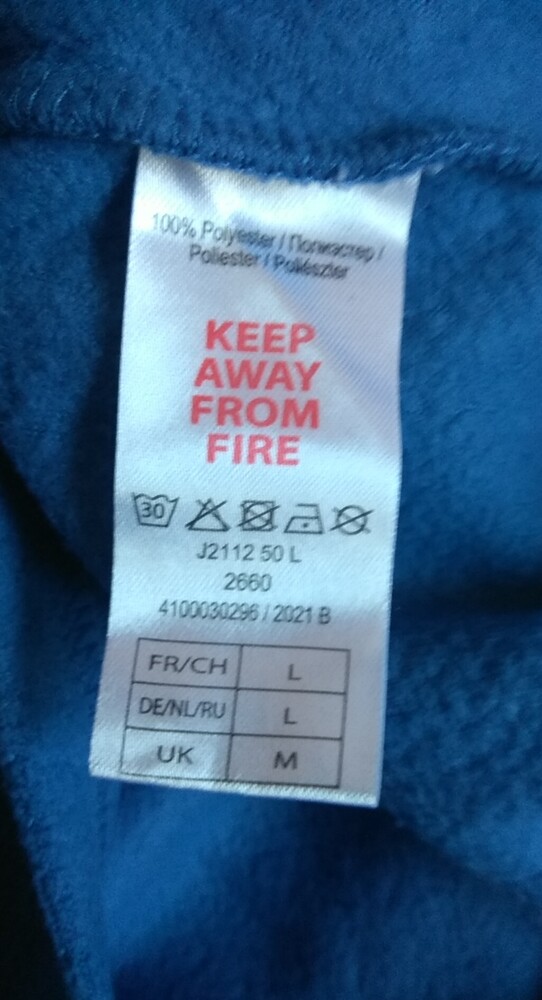 100% Polyester / Полиэстер /
Poliester / Poliészter
KEEP
AWAY
FROM
FIRE
30
J2112 50 L
2660
4100030296 / 2021 B
FR/CH L
DE/NL/RU L
UK M